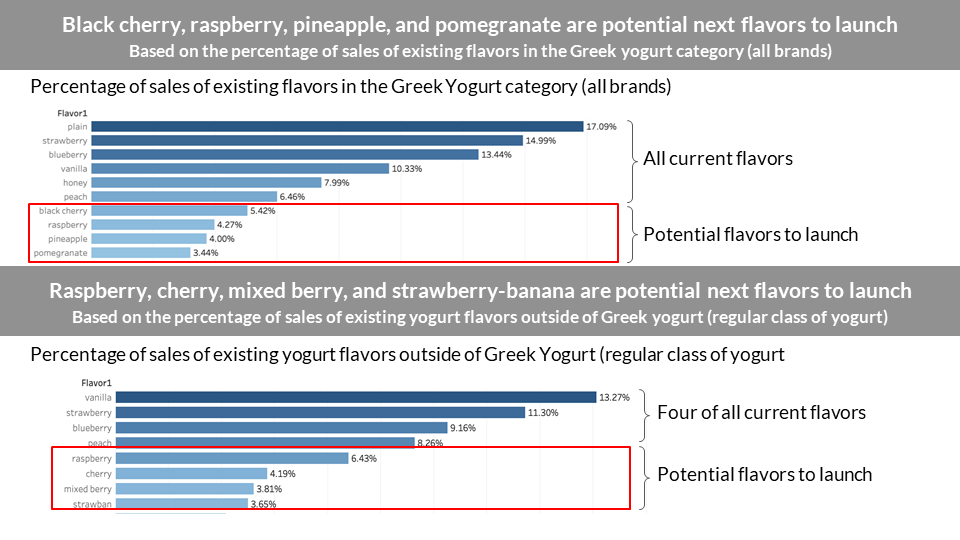 Black cherry, raspberry, pineapple, and pomegranate are potential next flavors to launch
Based on the percentage of sales of existing flavors in the Greek yogurt category (all brands)
Percentage of sales of existing flavors in the Greek Yogurt category (all brands)
Flavor1
plain 17.09%
strawberry 14.99%
blueberry 13.44%
vanilla 10.33%
honey 7.99%
peach 6.46%
All current flavors
black cherry 5.42%
raspberry 4.27%
pineapple 4.00%
pomegranate 3.44%
Potential flavors to launch
Raspberry, cherry, mixed berry, and strawberry-banana are potential next flavors to launch
Based on the percentage of sales of existing yogurt flavors outside of Greek yogurt (regular class of yogurt)
Percentage of sales of existing yogurt flavors outside of Greek Yogurt (regular class of yogurt
Flavor1
vanilla 13.27%
strawberry 11.30%
blueberry 9.16%
peach 8.26%
Four of all current flavors
raspberry 6.43%
cherry 4.19%
mixed berry 3.81%
strawban 3.65%
Potential flavors to launch